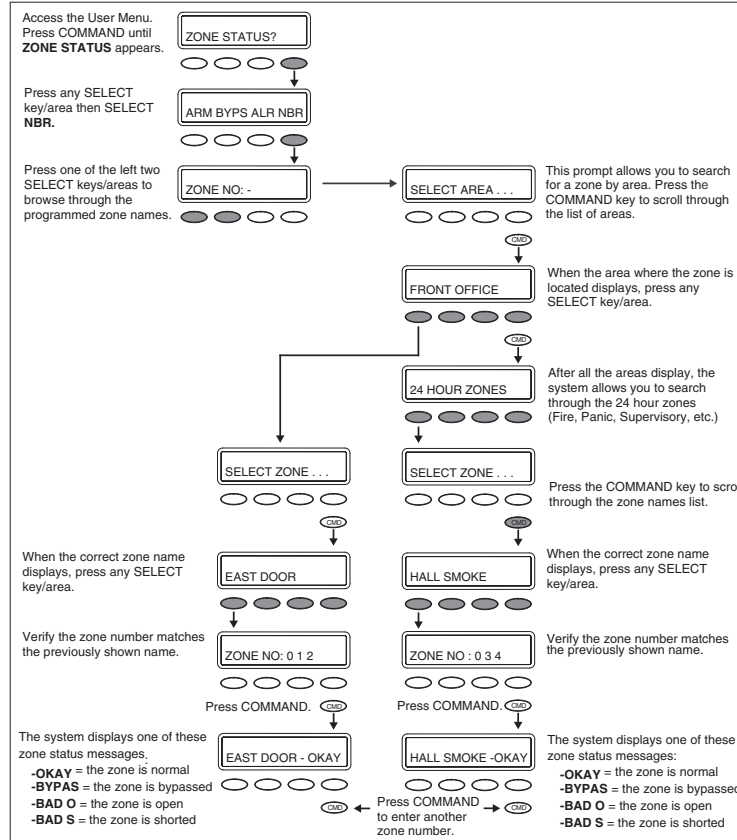 Access the User Menu.
Press COMMAND until
ZONE STATUS appears.
ZONE STATUS?
Press any SELECT
key/area then SELECT
NBR.
ARM BYPS ALR NBR
Press one of the left two
SELECT keys/areas to
browse through the
programmed zone names.
ZONE NO: -
SELECT AREA . . .
This prompt allows you to search
for a zone by area. Press the
COMMAND key to scroll through
the list of areas.
CMD
FRONT OFFICE
When the area where the zone is
located displays, press any
SELECT key/area.
CMD
24 HOUR ZONES
After all the areas display, the
system allows you to search
through the 24 hour zones
(Fire, Panic, Supervisory, etc.)
SELECT ZONE . . .
SELECT ZONE . . .
Press the COMMAND key to scro
through the zone names list.
CMD
CMD
When the correct zone name
displays, press any SELECT
key/area.
EAST DOOR
HALL SMOKE
When the correct zone name
displays, press any SELECT
key/area.
Verify the zone number matches
the previously shown name.
ZONE NO: 0 1 2
ZONE NO : 0 3 4
Verify the zone number matches
the previously shown name.
Press COMMAND. CMD
Press COMMAND. CMD
The system displays one of these
zone status messages.
-OKAY = the zone is normal
-BYPAS = the zone is bypassed
-BAD O = the zone is open
-BAD S = the zone is shorted
EAST DOOR - OKAY
HALL SMOKE -OKAY
The system displays one of these
zone status messages:
-OKAY = the zone is normal
-BYPAS = the zone is bypassed
-BAD O = the zone is open
-BAD S = the zone is shorted
CMD
Press COMMAND
to enter another
zone number.
CMD